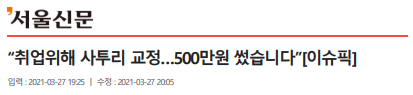 서울신문
“취업위해 사투리 교정…500만원 썼습니다”[이슈픽]
입력 : 2021-03-27 19:25 ㅣ 수정 : 2021-03-27 20:05